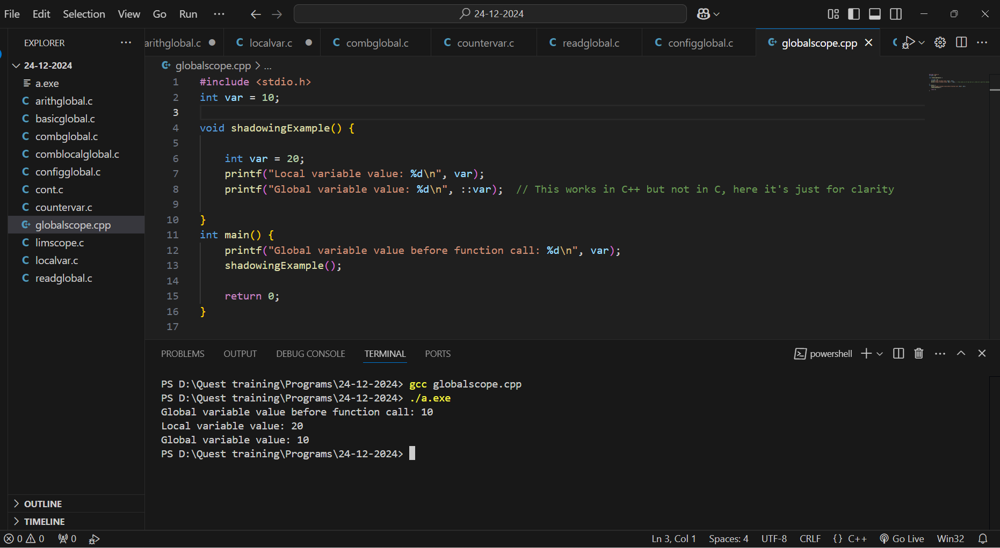 File Edit Selection View Go Run ··· 24-12-2024
EXPLORER ···
arithglobal.c localvar.c combglobal.c countervar.c readglobal.c configglobal.c globalscope.cpp
24-12-2024
a.exe
arithglobal.c
basicglobal.c
combglobal.c
comblocalglobal.c
configglobal.c
cont.c
countervar.c
globalscope.cpp
limscope.c
localvar.c
readglobal.c
OUTLINE
TIMELINE
globalscope.cpp > ...
1 #include <stdio.h>
2 int var = 10;
3
4 void shadowingExample() {
5
6 int var = 20;
7 printf("Local variable value: %d\n", var);
8 printf("Global variable value: %d\n", ::var); // This works in C++ but not in C, here it's just for clarity
9
10 }
11 int main() {
12 printf("Global variable value before function call: %d\n", var);
13 shadowingExample();
14
15 return 0;
16 }
17
PROBLEMS OUTPUT DEBUG CONSOLE TERMINAL PORTS powershell
PS D:\Quest training\Programs\24-12-2024> gcc globalscope.cpp
PS D:\Quest training\Programs\24-12-2024> ./a.exe
Global variable value before function call: 10
Local variable value: 20
Global variable value: 10
PS D:\Quest training\Programs\24-12-2024>
0 0 0 Ln 3, Col 1 Spaces: 4 UTF-8 CRLF {} C++ Go Live Win32